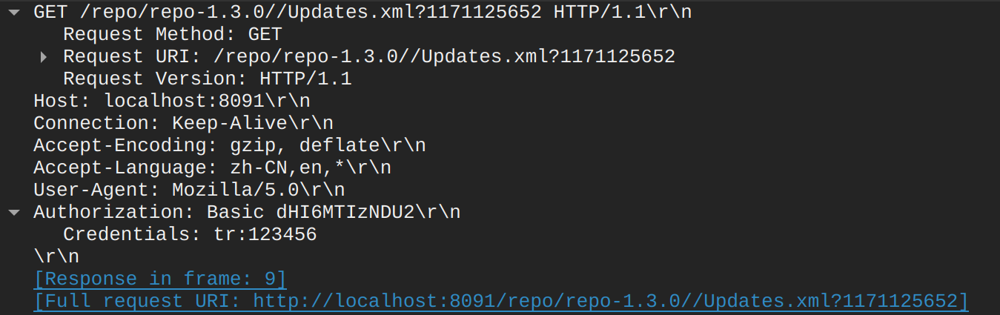 GET /repo/repo-1.3.0//Updates.xml?1171125652 HTTP/1.1\r\n
Request Method: GET
Request URI: /repo/repo-1.3.0//Updates.xml?1171125652
Request Version: HTTP/1.1
Host: localhost:8091\r\n
Connection: Keep-Alive\r\n
Accept-Encoding: gzip, deflate\r\n
Accept-Language: zh-CN,en,*\r\n
User-Agent: Mozilla/5.0\r\n
Authorization: Basic dHI6MTIzNDU2\r\n
Credentials: tr:123456
\r\n
[Response in frame: 9]
[Full request URI: http://localhost:8091/repo/repo-1.3.0//Updates.xml?1171125652]